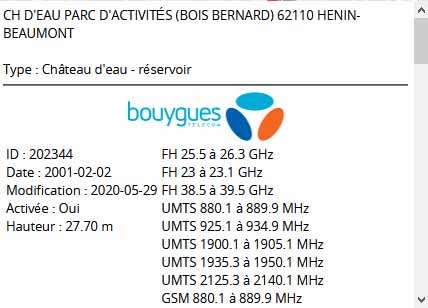 CH D'EAU PARC D'ACTIVITÉS (BOIS BERNARD) 62110 HENIN-
BEAUMONT
Type : Château d'eau - réservoir
bouygues
TELECOM
ID : 202344
Date : 2001-02-02
Modification : 2020-05-29
Activée : Oui
Hauteur : 27.70 m
FH 25.5 à 26.3 GHz
FH 23 à 23.1 GHz
FH 38.5 à 39.5 GHz
UMTS 880.1 à 889.9 MHz
UMTS 925.1 à 934.9 MHz
UMTS 1900.1 à 1905.1 MHz
UMTS 1935.3 à 1950.1 MHz
UMTS 2125.3 à 2140.1 MHz
GSM 880.1 à 889.9 MHz